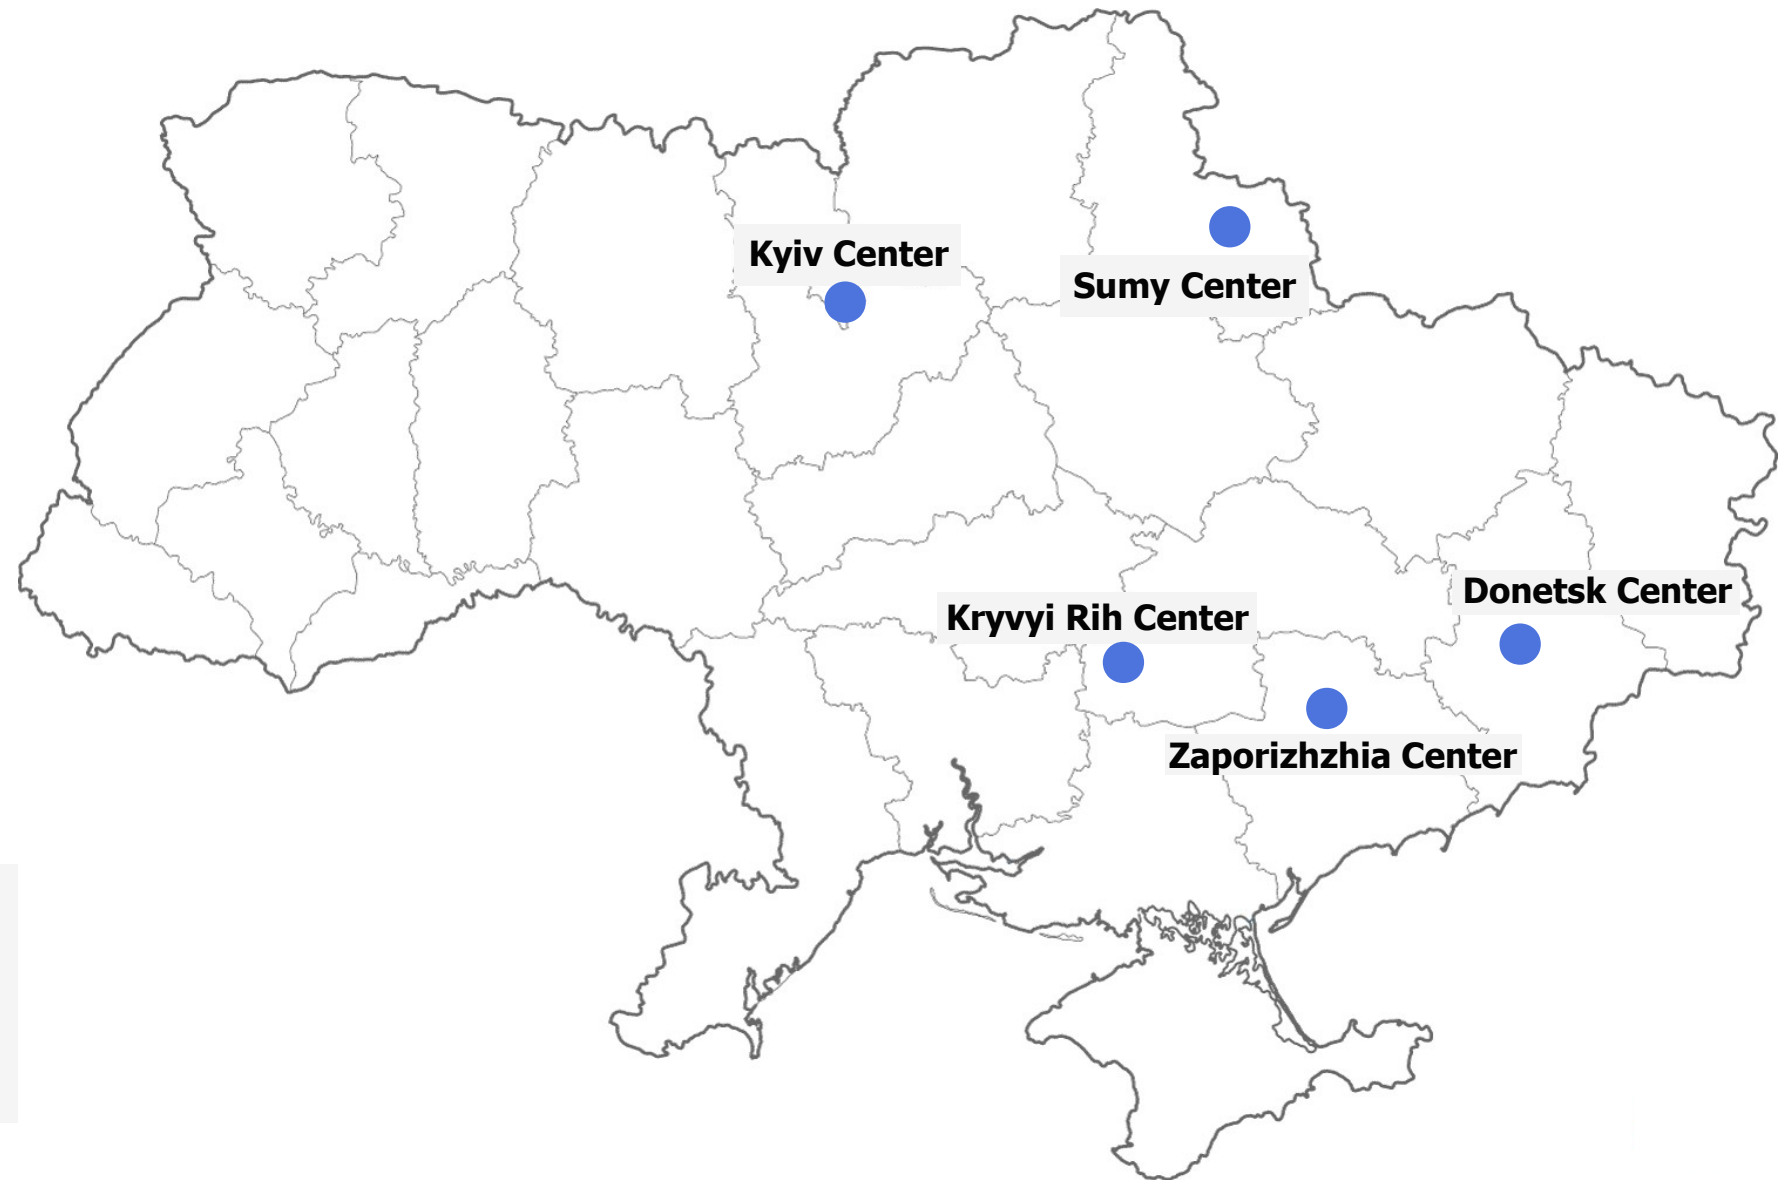 Kyiv Center
Sumy Center
Donetsk Center
Kryvyi Rih Center
Zaporizhzhia Center